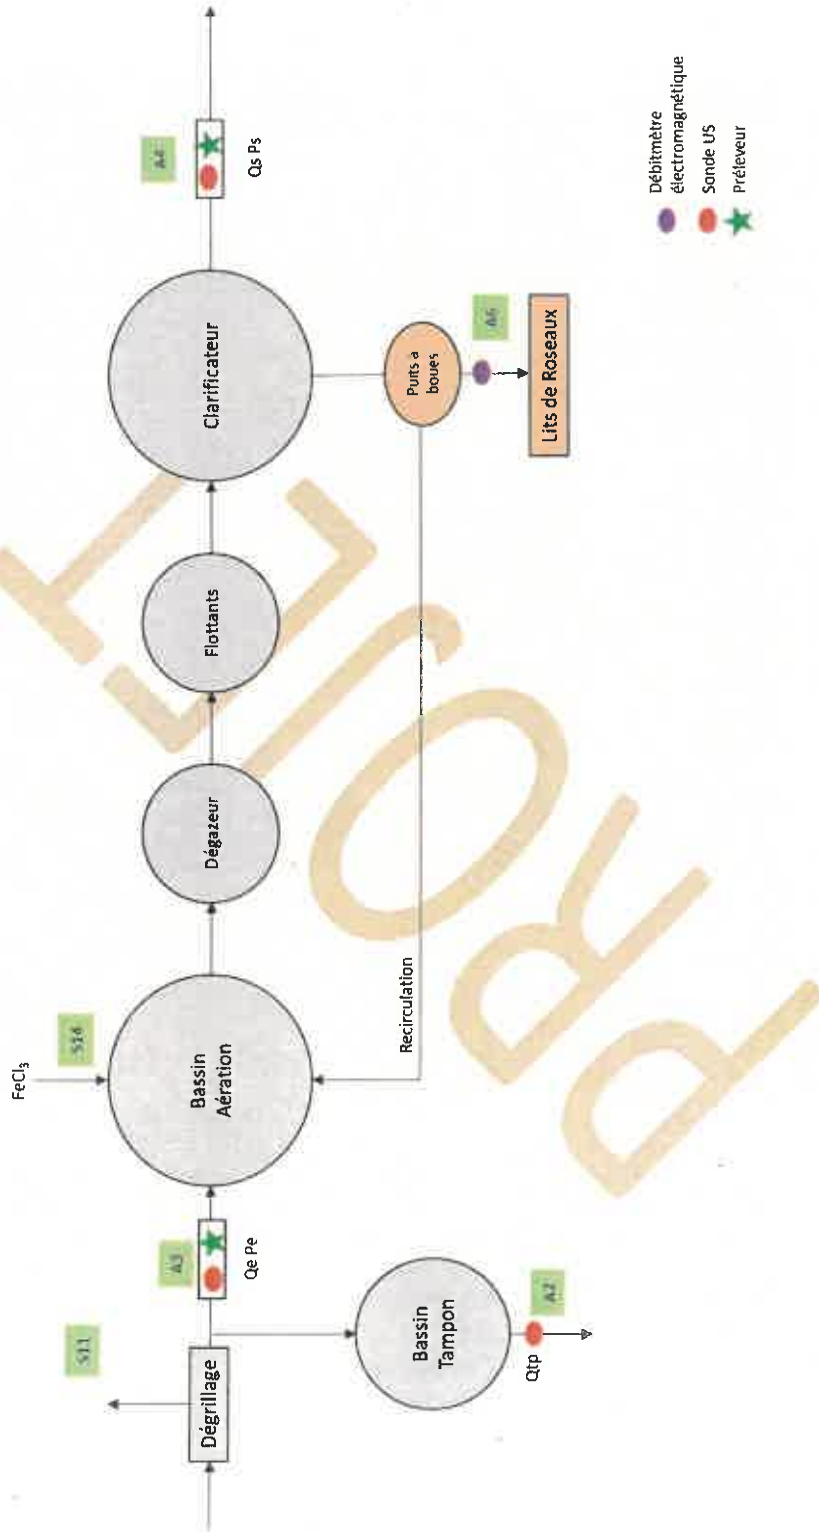 FeCl₃
S14
S11
A3
A4
Dégrillage
Qe Pe
Bassin
Aération
Dégazeur
Flottants
Clarificateur
Qs Ps
Bassin
Tampon
Qtp
A2
Recirculation
Puits à
boues
A6
Lits de Roseaux
Débitmètre
électromagnétique
Sonde US
Préleveur
PROJET